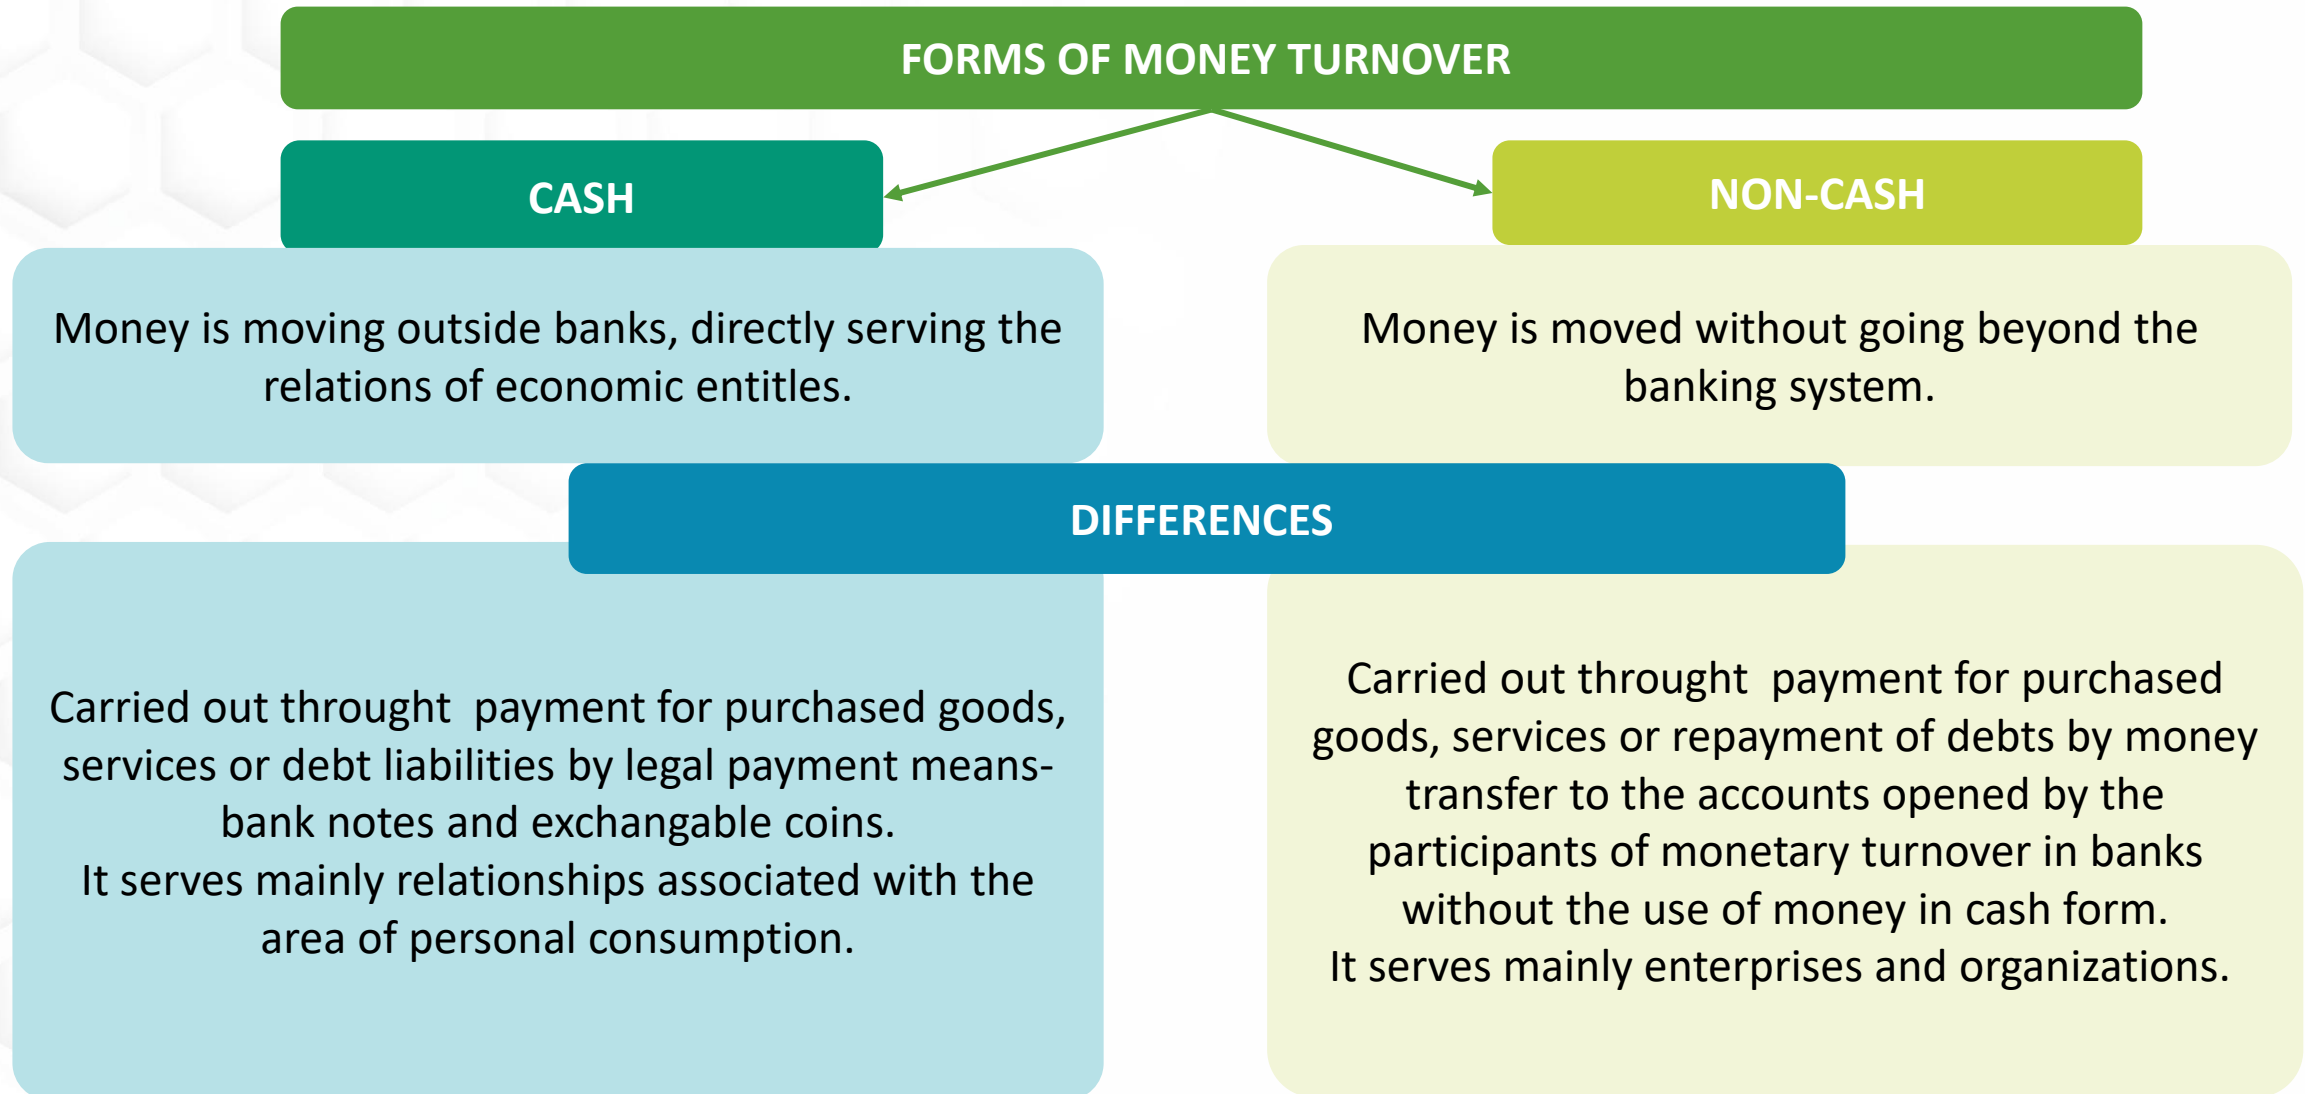 FORMS OF MONEY TURNOVER
CASH
NON-CASH
Money is moving outside banks, directly serving the
relations of economic entitles.
Money is moved without going beyond the
banking system.
DIFFERENCES
Carried out throught  payment for purchased goods,
services or debt liabilities by legal payment means-
bank notes and exchangable coins.
It serves mainly relationships associated with the
area of personal consumption.
Carried out throught  payment for purchased
goods, services or repayment of debts by money
transfer to the accounts opened by the
participants of monetary turnover in banks
without the use of money in cash form.
It serves mainly enterprises and organizations.